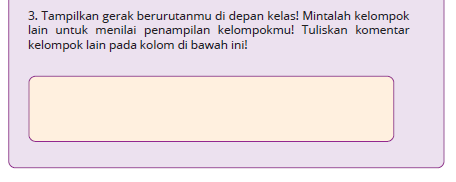 3. Tampilkan gerak berurutanmu di depan kelas! Mintalah kelompok
lain untuk menilai penampilan kelompokmu! Tuliskan komentar
kelompok lain pada kolom di bawah ini!